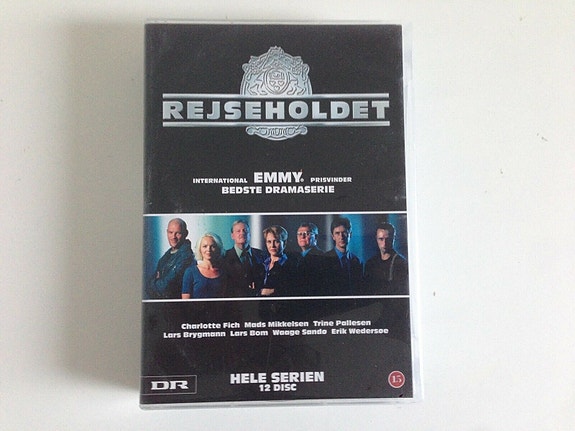 REJSEHOLDET
INTERNATIONAL EMMY® PRISVINDER
BEDSTE DRAMASERIE
Charlotte Fich Mads Mikkelsen Trine Pallesen
Lars Brygmann Lars Bom Waage Sandø Erik Wedersøe
DR
HELE SERIEN
12 DISC
15